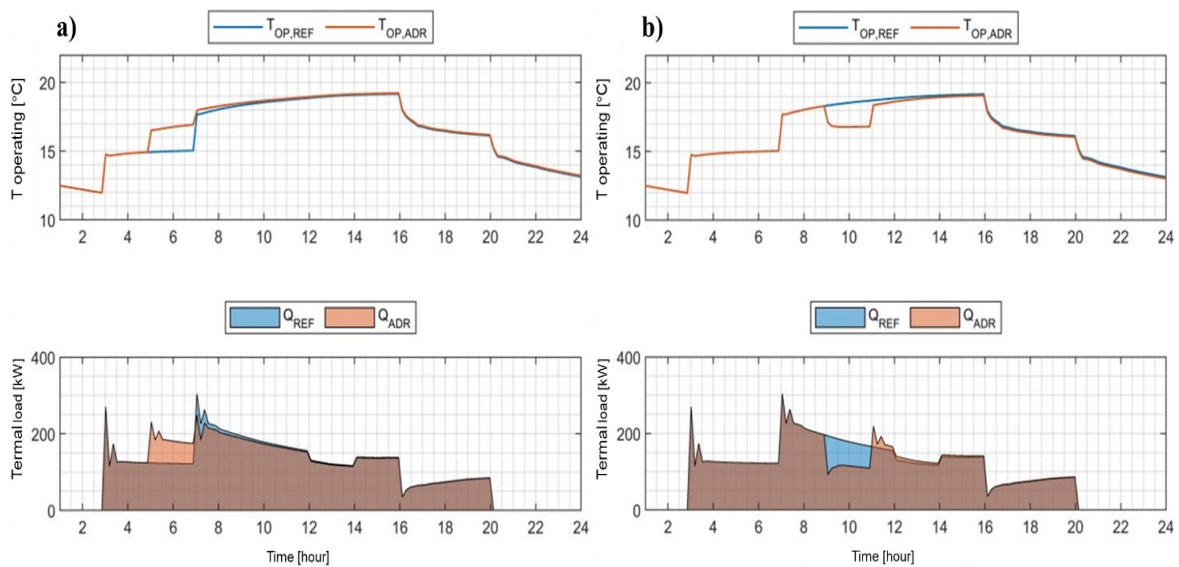 a)
T_OP,REF T_OP,ADR
T operating [°C]
20
15
10
2 4 6 8 10 12 14 16 18 20 22 24
Q_REF Q_ADR
Termal load [kW]
400
200
0
2 4 6 8 10 12 14 16 18 20 22 24
Time [hour]
b)
T_OP,REF T_OP,ADR
T operating [°C]
20
15
10
2 4 6 8 10 12 14 16 18 20 22 24
Q_REF Q_ADR
Termal load [kW]
400
200
0
2 4 6 8 10 12 14 16 18 20 22 24
Time [hour]